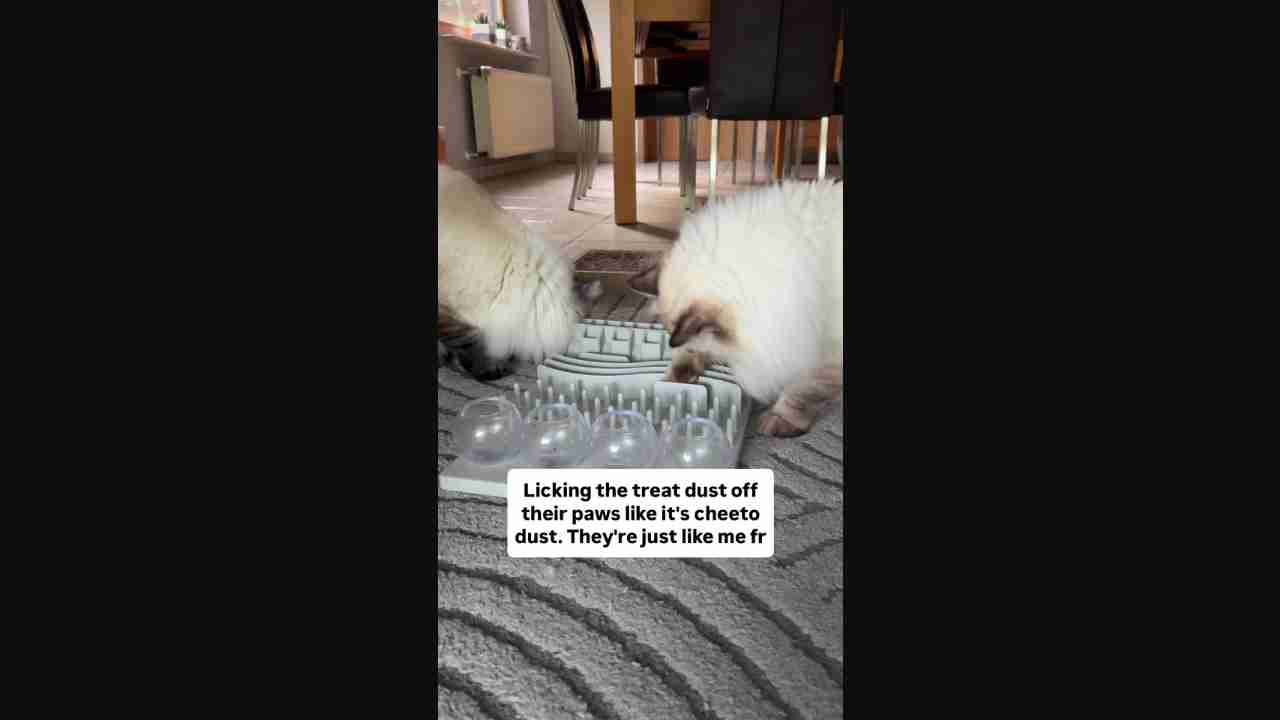 Licking the treat dust off
their paws like it's cheeto
dust. They're just like me fr